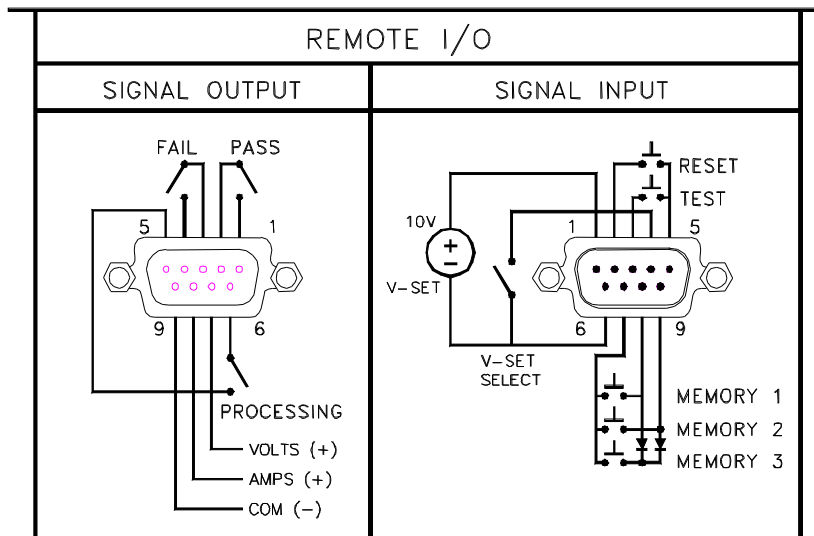 REMOTE I/O
SIGNAL OUTPUT
FAIL PASS
5 1
9 6
PROCESSING
VOLTS (+)
AMPS (+)
COM (-)
SIGNAL INPUT
RESET
TEST
10V
+
-
V-SET
1 5
6 9
V-SET
SELECT
MEMORY 1
MEMORY 2
MEMORY 3